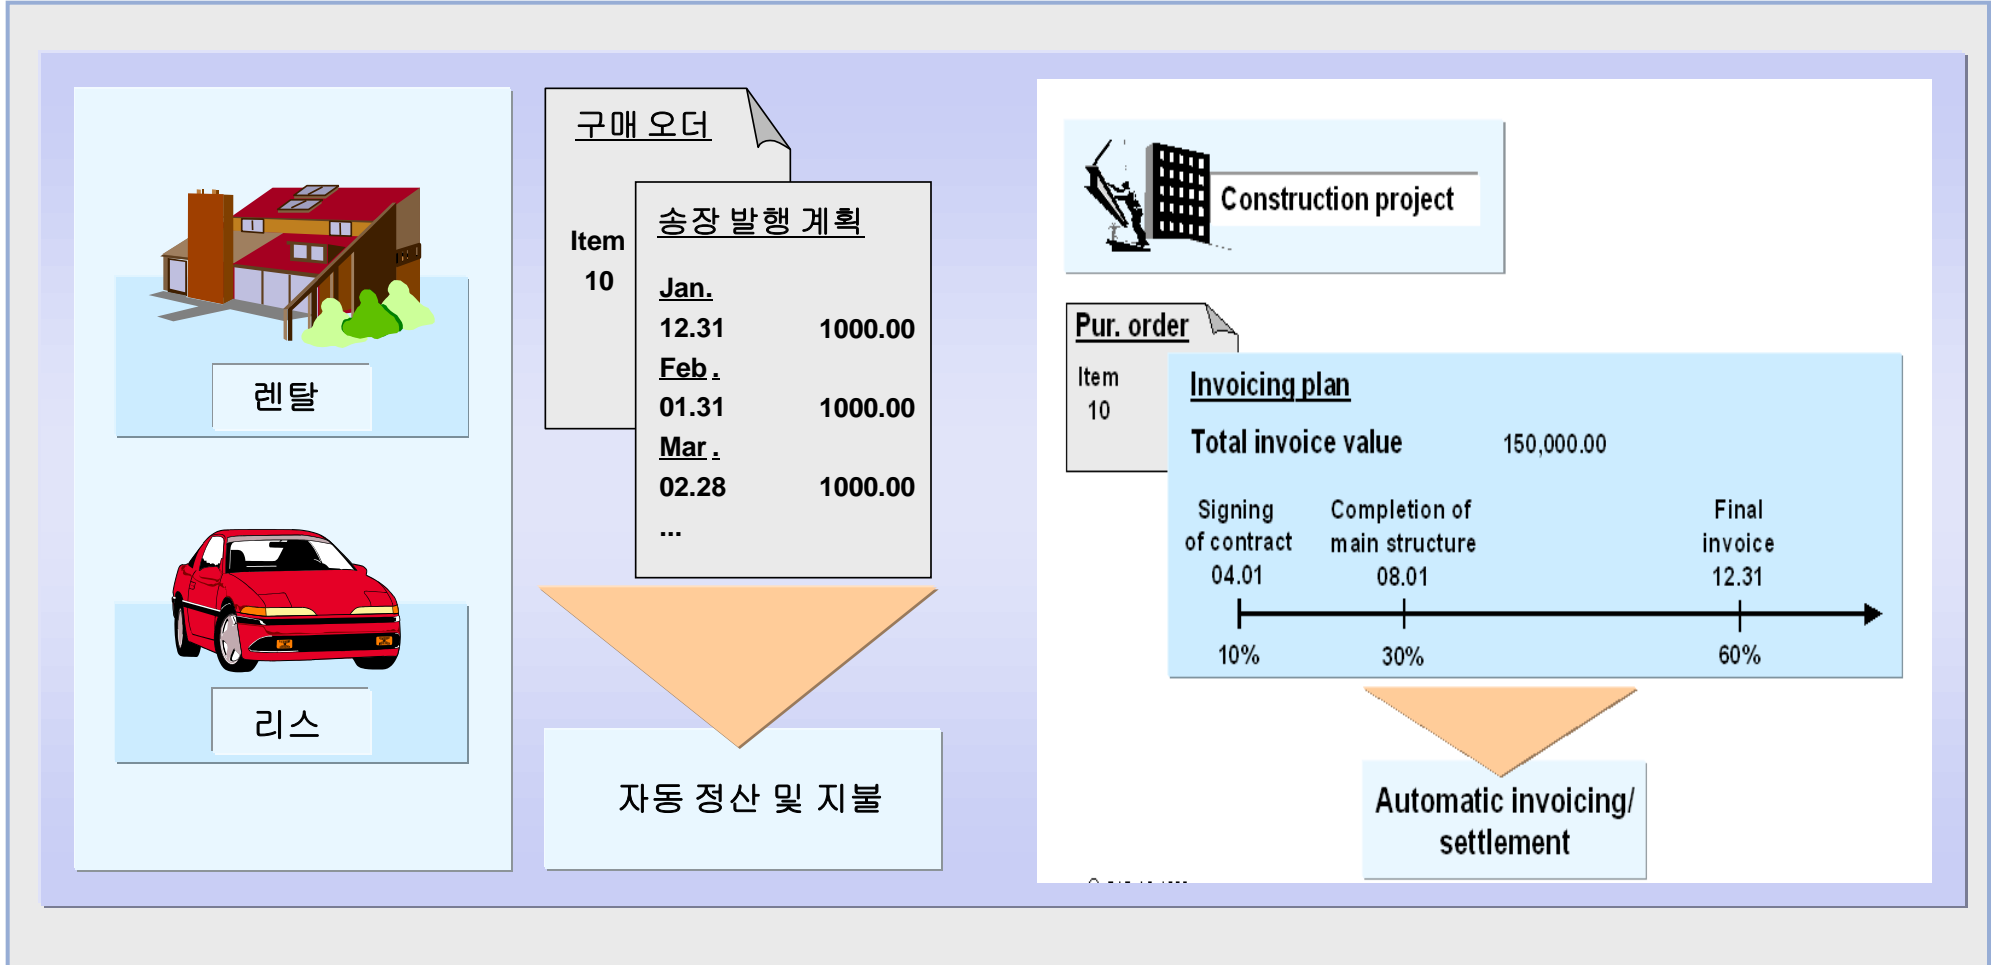 렌탈
리스
구매 오더
Item
10
송장 발행 계획
Jan.
12.31 1000.00
Feb.
01.31 1000.00
Mar.
02.28 1000.00
...
자동 정산 및 지불
Construction project
Pur. order
Item
10
Invoicing plan
Total invoice value 150,000.00
Signing
of contract
04.01
Completion of
main structure
08.01
Final
invoice
12.31
10% 30% 60%
Automatic invoicing/
settlement